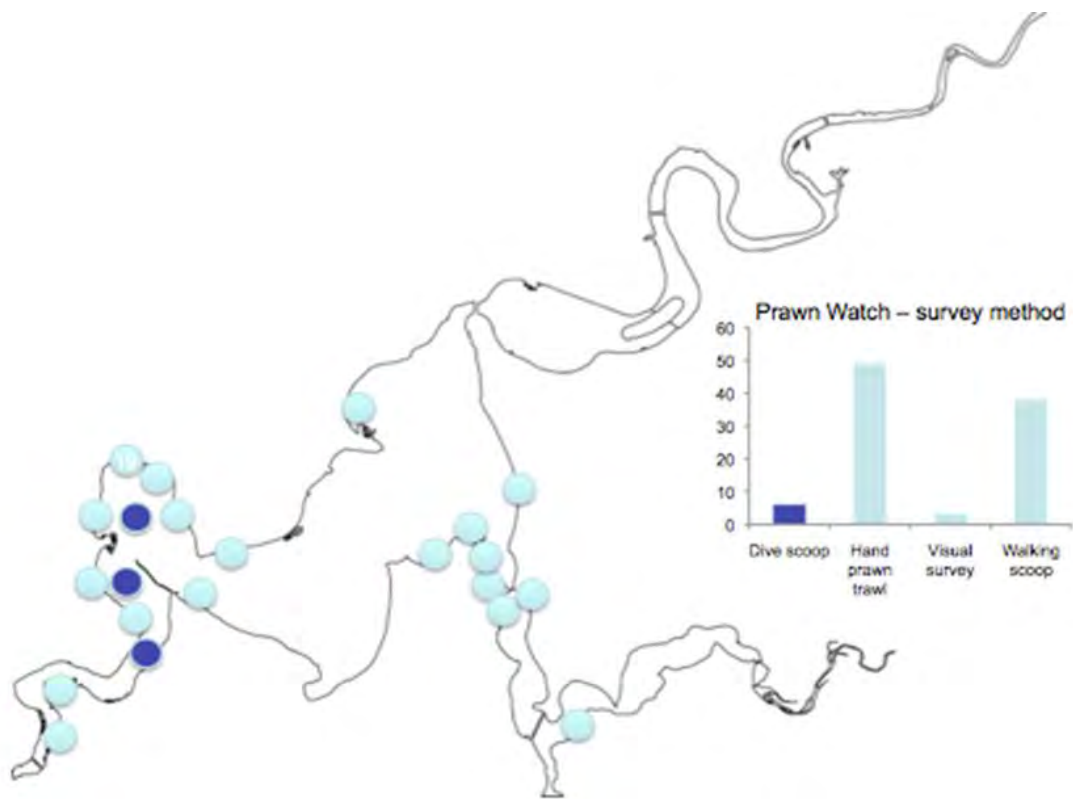 Prawn Watch – survey method
60
50
40
30
20
10
0
Dive scoop
Hand
prawn
trawl
Visual
survey
Walking
scoop